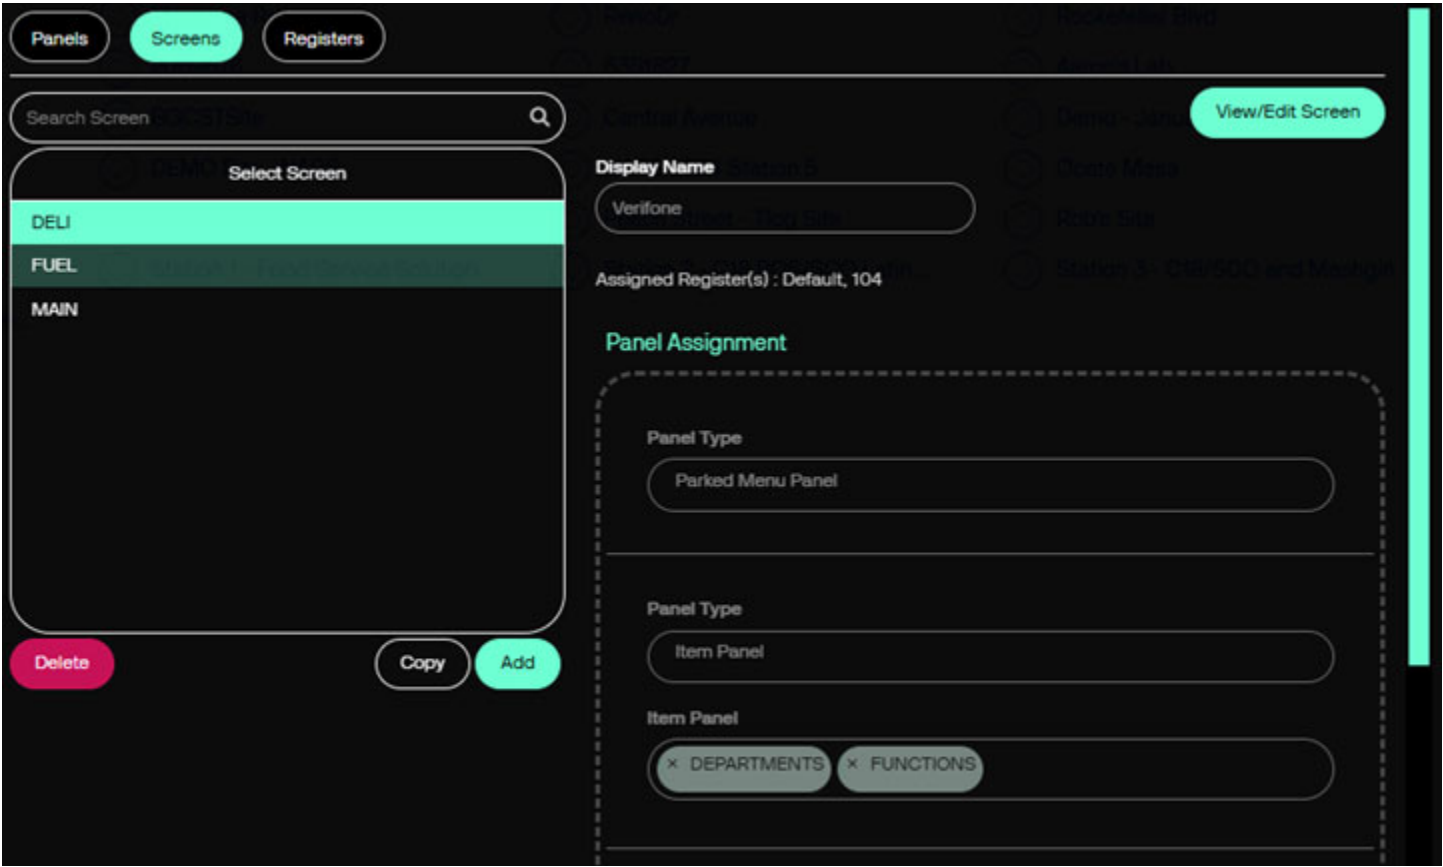 Panels Screens Registers
Search Screen
View/Edit Screen
Select Screen
DELI
FUEL
MAIN
Delete Copy Add
Display Name
Verifone
Assigned Register(s) : Default, 104
Panel Assignment
Panel Type
Parked Menu Panel
Panel Type
Item Panel
Item Panel
× DEPARTMENTS × FUNCTIONS